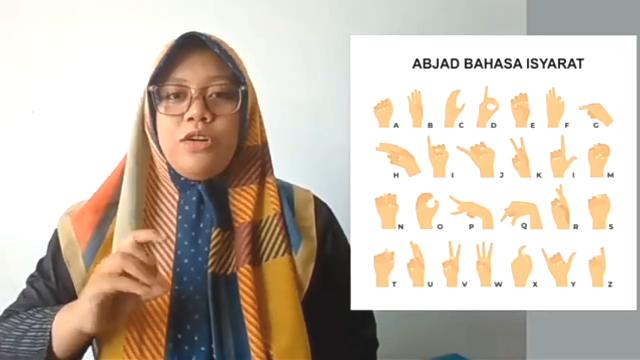 ABJAD BAHASA ISYARAT
A B C D E F G
H I J K I M
N O P Q R S
T U V W X Y Z